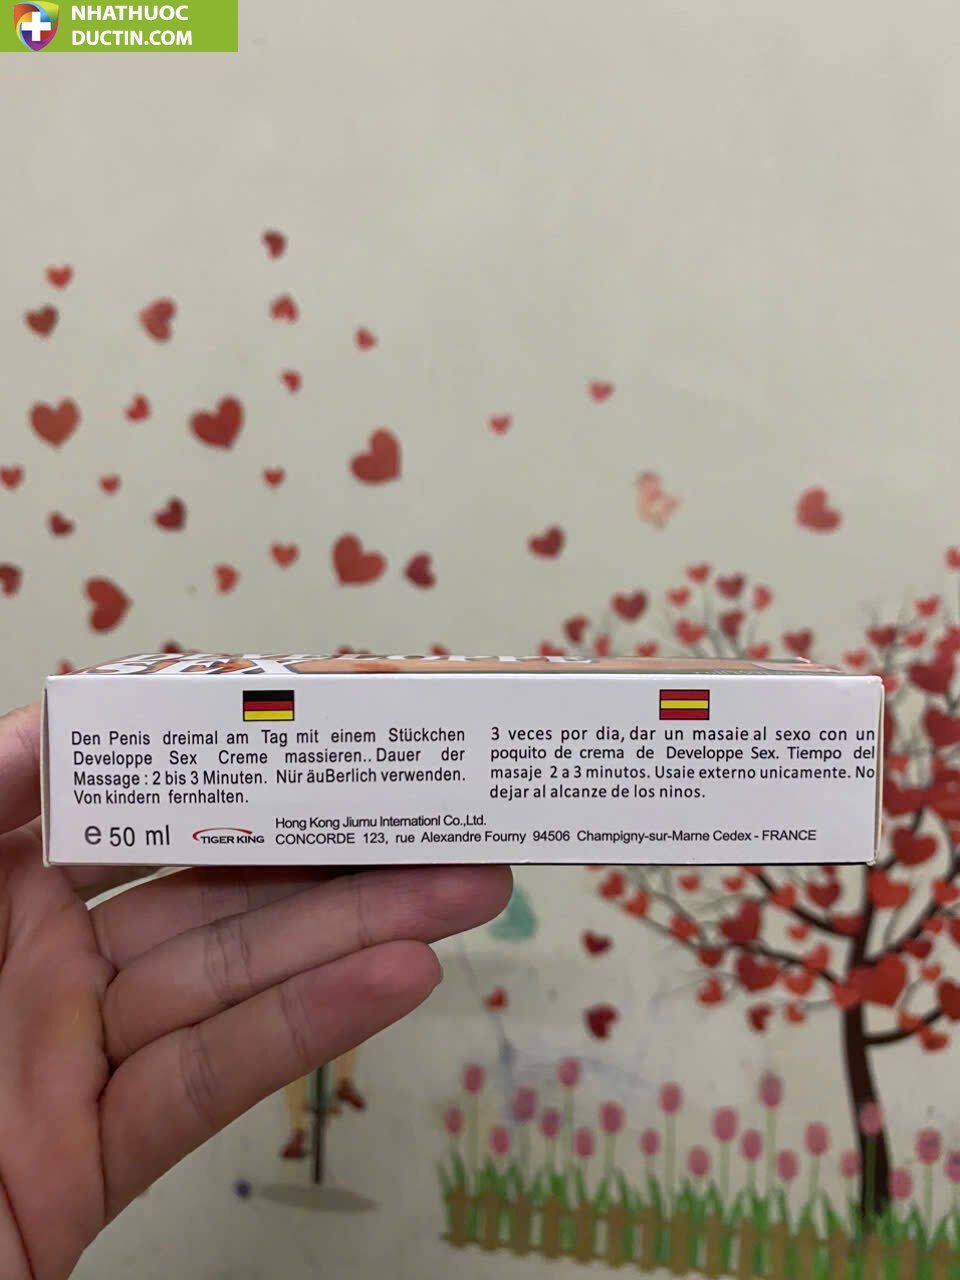 NHATHUOC
DUCTIN.COM
SEX
Den Penis dreimal am Tag mit einem Stückchen
Developpe Sex Creme massieren.. Dauer der
Massage : 2 bis 3 Minuten. Nür äuBerlich verwenden.
Von kindern fernhalten.
3 veces por dia, dar un masaie al sexo con un
poquito de crema de Developpe Sex. Tiempo del
masaje 2 a 3 minutos. Usaie externo unicamente. No
dejar al alcanze de los ninos.
e 50 ml
TIGER KING
Hong Kong Jiumu Internationl Co.,Ltd.
CONCORDE 123, rue Alexandre Fourny 94506 Champigny-sur-Marne Cedex - FRANCE